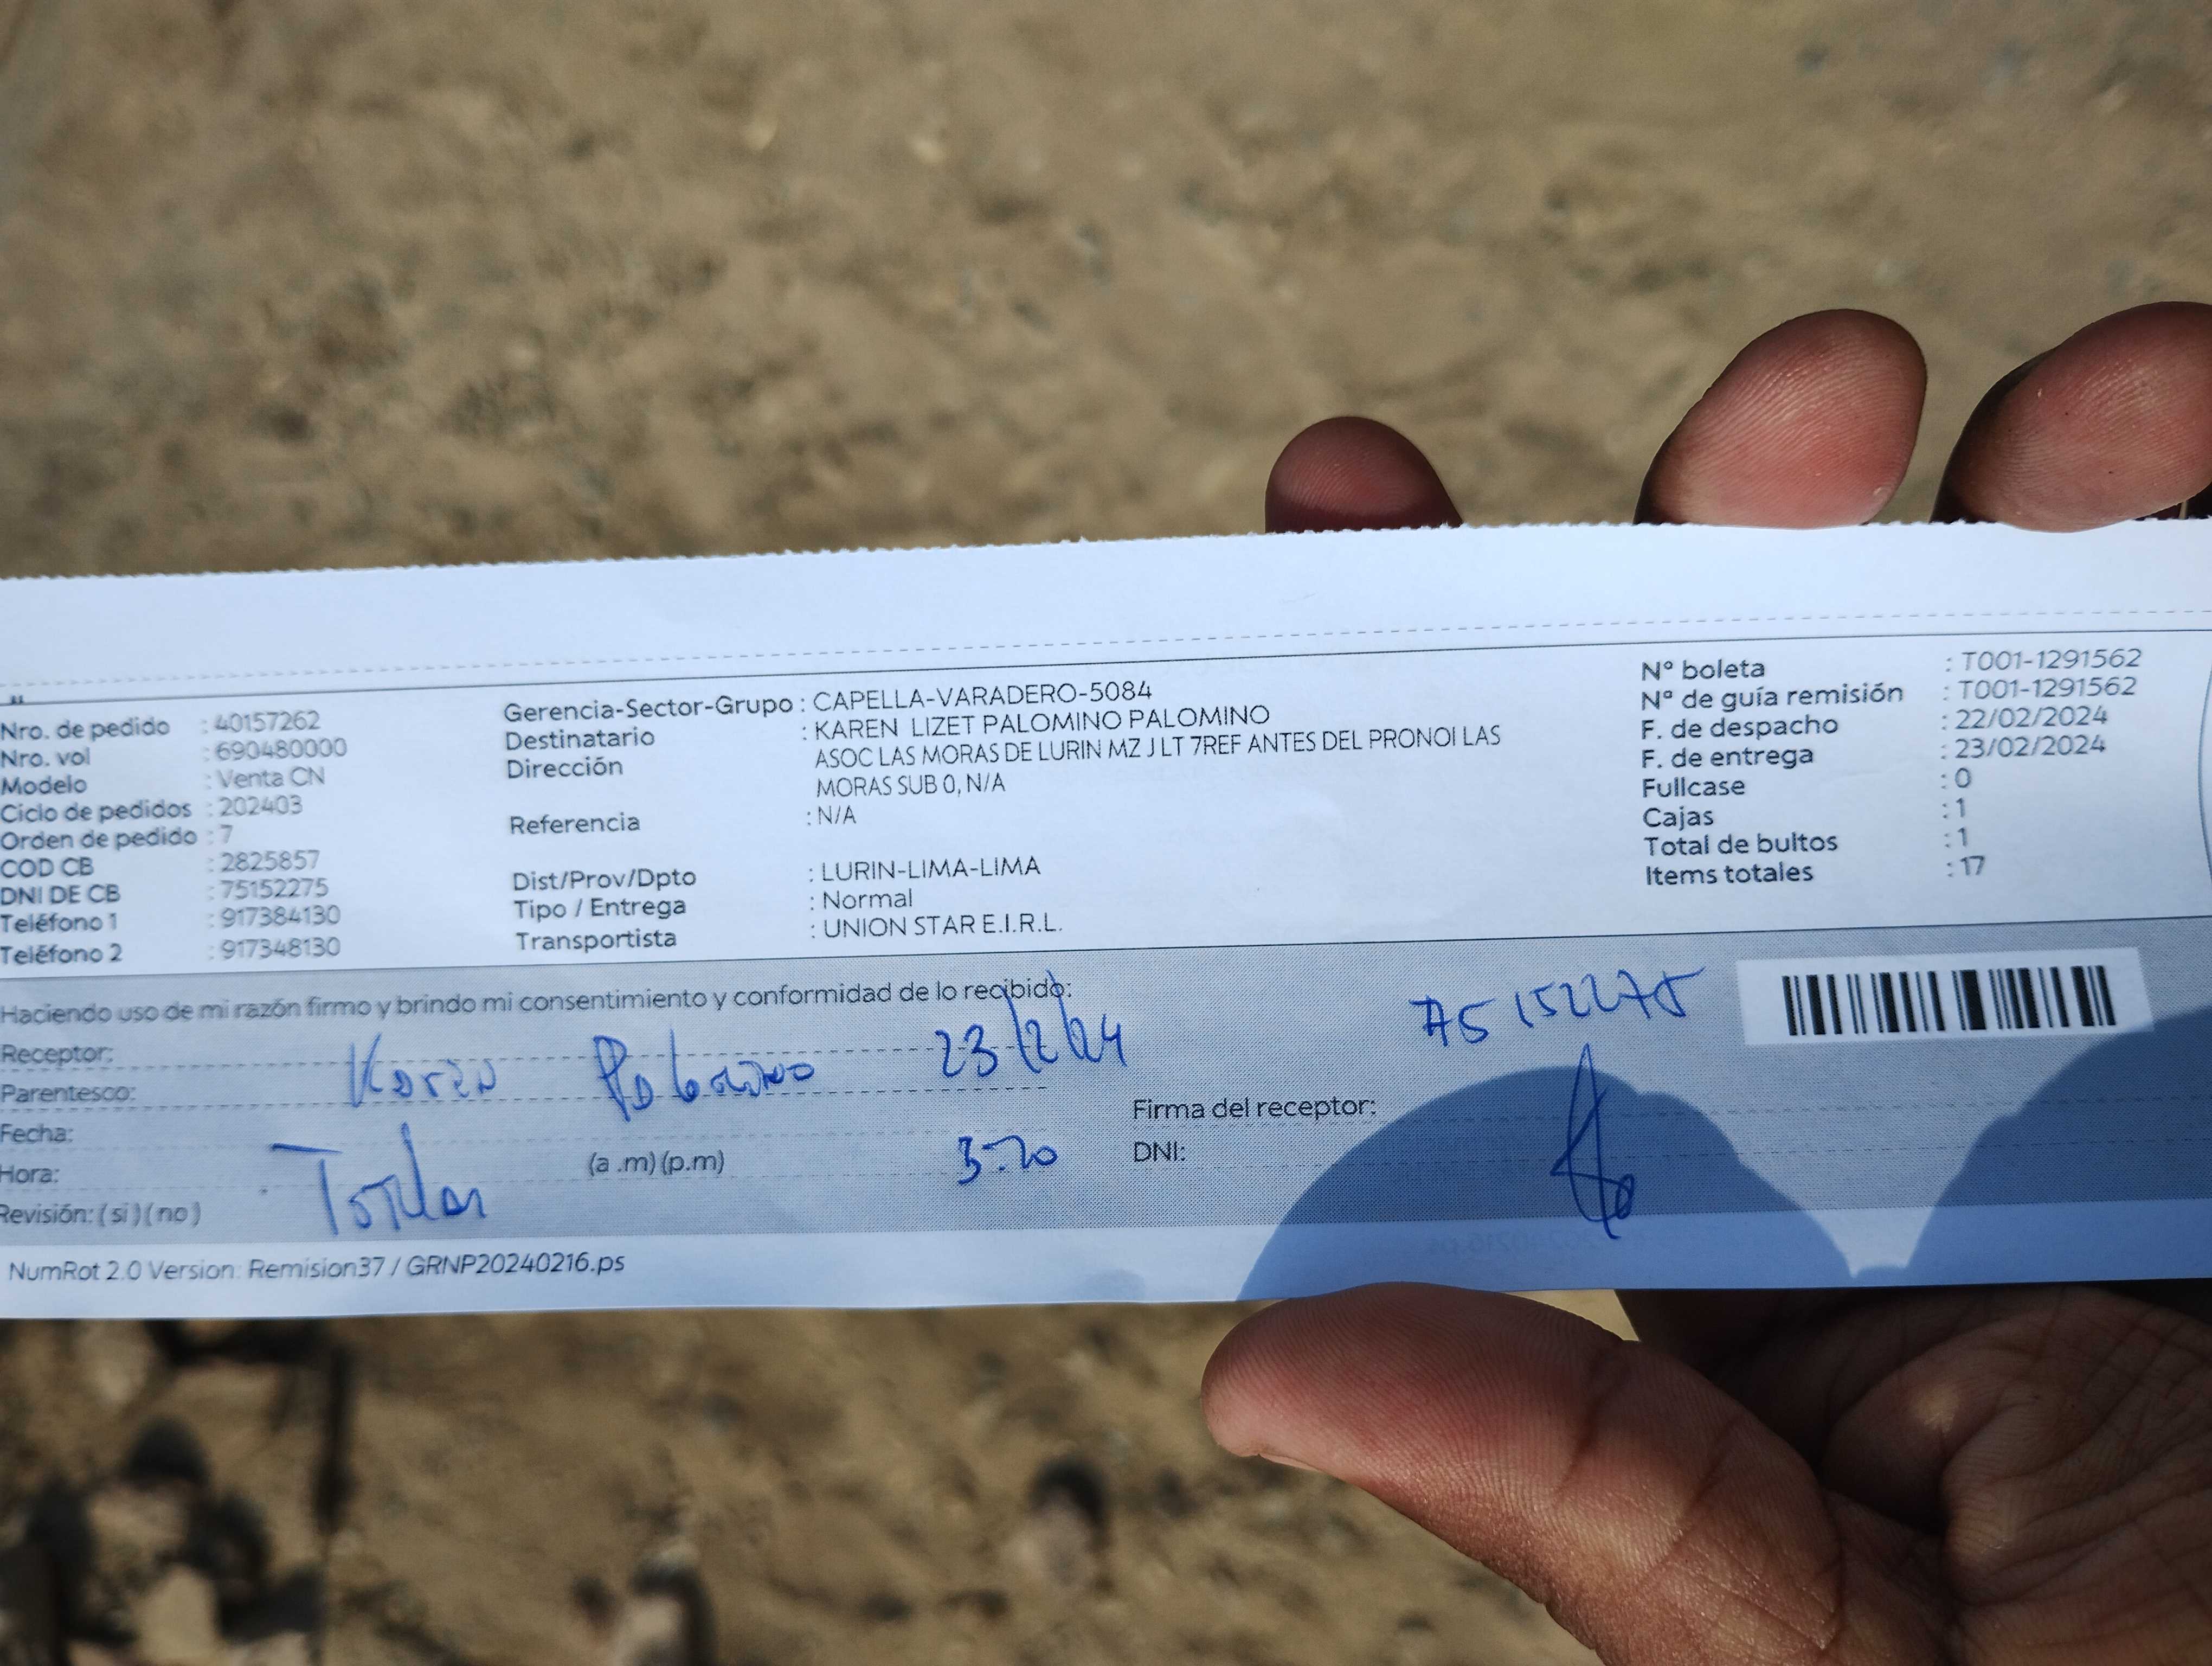 Nro. de pedido : 40157262
Nro. vol : 690480000
Modelo : Venta CN
Ciclo de pedidos : 202403
Orden de pedido : 7
COD CB : 2825857
DNI DE CB : 75152275
Teléfono 1 : 917384130
Teléfono 2 : 917348130
Gerencia-Sector-Grupo : CAPELLA-VARADERO-5084
Destinatario : KAREN LIZET PALOMINO PALOMINO
Dirección ASOC LAS MORAS DE LURIN MZ J LT 7REF ANTES DEL PRONOI LAS
MORAS SUB 0, N/A
Referencia : N/A
Dist/Prov/Dpto : LURIN-LIMA-LIMA
Tipo / Entrega : Normal
Transportista : UNION STAR E.I.R.L.
N° boleta : T001-1291562
N° de guía remisión : T001-1291562
F. de despacho : 22/02/2024
F. de entrega : 23/02/2024
Fullcase : 0
Cajas : 1
Total de bultos : 1
Items totales : 17
Haciendo uso de mi razón firmo y brindo mi consentimiento y conformidad de lo recibido:
Receptor: Karen Palomino 23/2/24
Parentesco:
Fecha:
Hora: (a .m) (p.m) 3:20
Revisión: ( si ) ( no )
75152275
Firma del receptor:
DNI:
NumRot 2.0 Version: Remision37 / GRNP20240216.ps